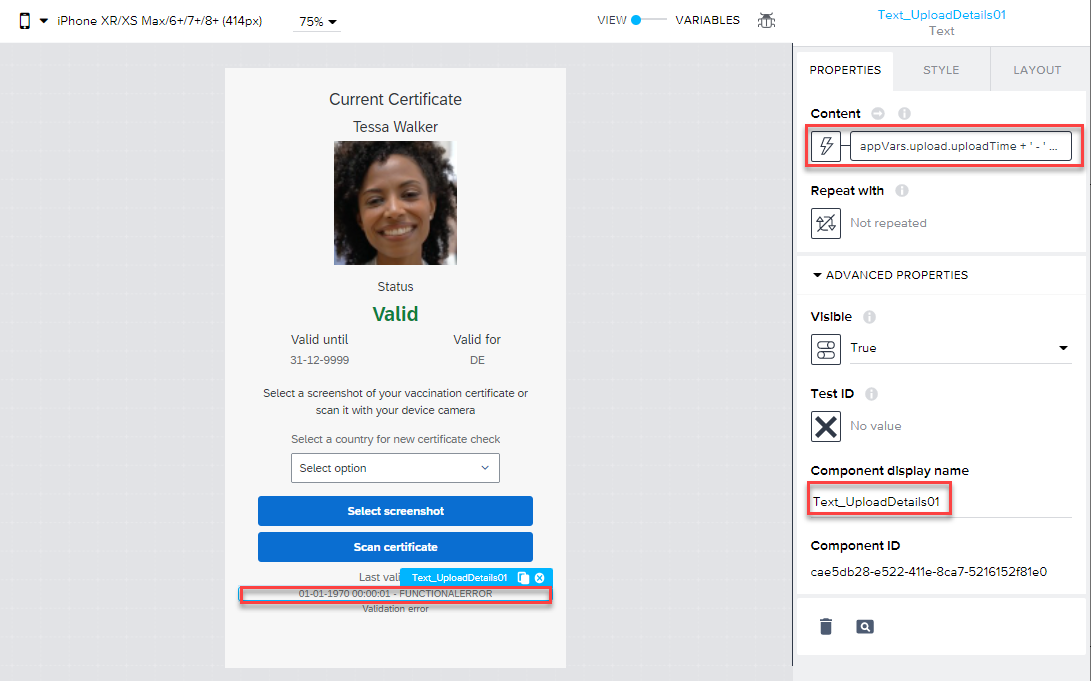 iPhone XR/XS Max/6+/7+/8+ (414px)
75%
VIEW
VARIABLES
Text_UploadDetails01
Text
PROPERTIES
STYLE
LAYOUT
Current Certificate
Tessa Walker
Status
Valid
Valid until
Valid for
31-12-9999
DE
Select a screenshot of your vaccination certificate or
scan it with your device camera
Select a country for new certificate check
Select option
Select screenshot
Scan certificate
Last vali
Text_UploadDetails01
01-01-1970 00:00:01 - FUNCTIONALERROR
Validation error
Content
appVars.upload.uploadTime + ' - ' ...
Repeat with
Not repeated
ADVANCED PROPERTIES
Visible
True
Test ID
No value
Component display name
Text_UploadDetails01
Component ID
cae5db28-e522-411e-8ca7-5216152f81e0